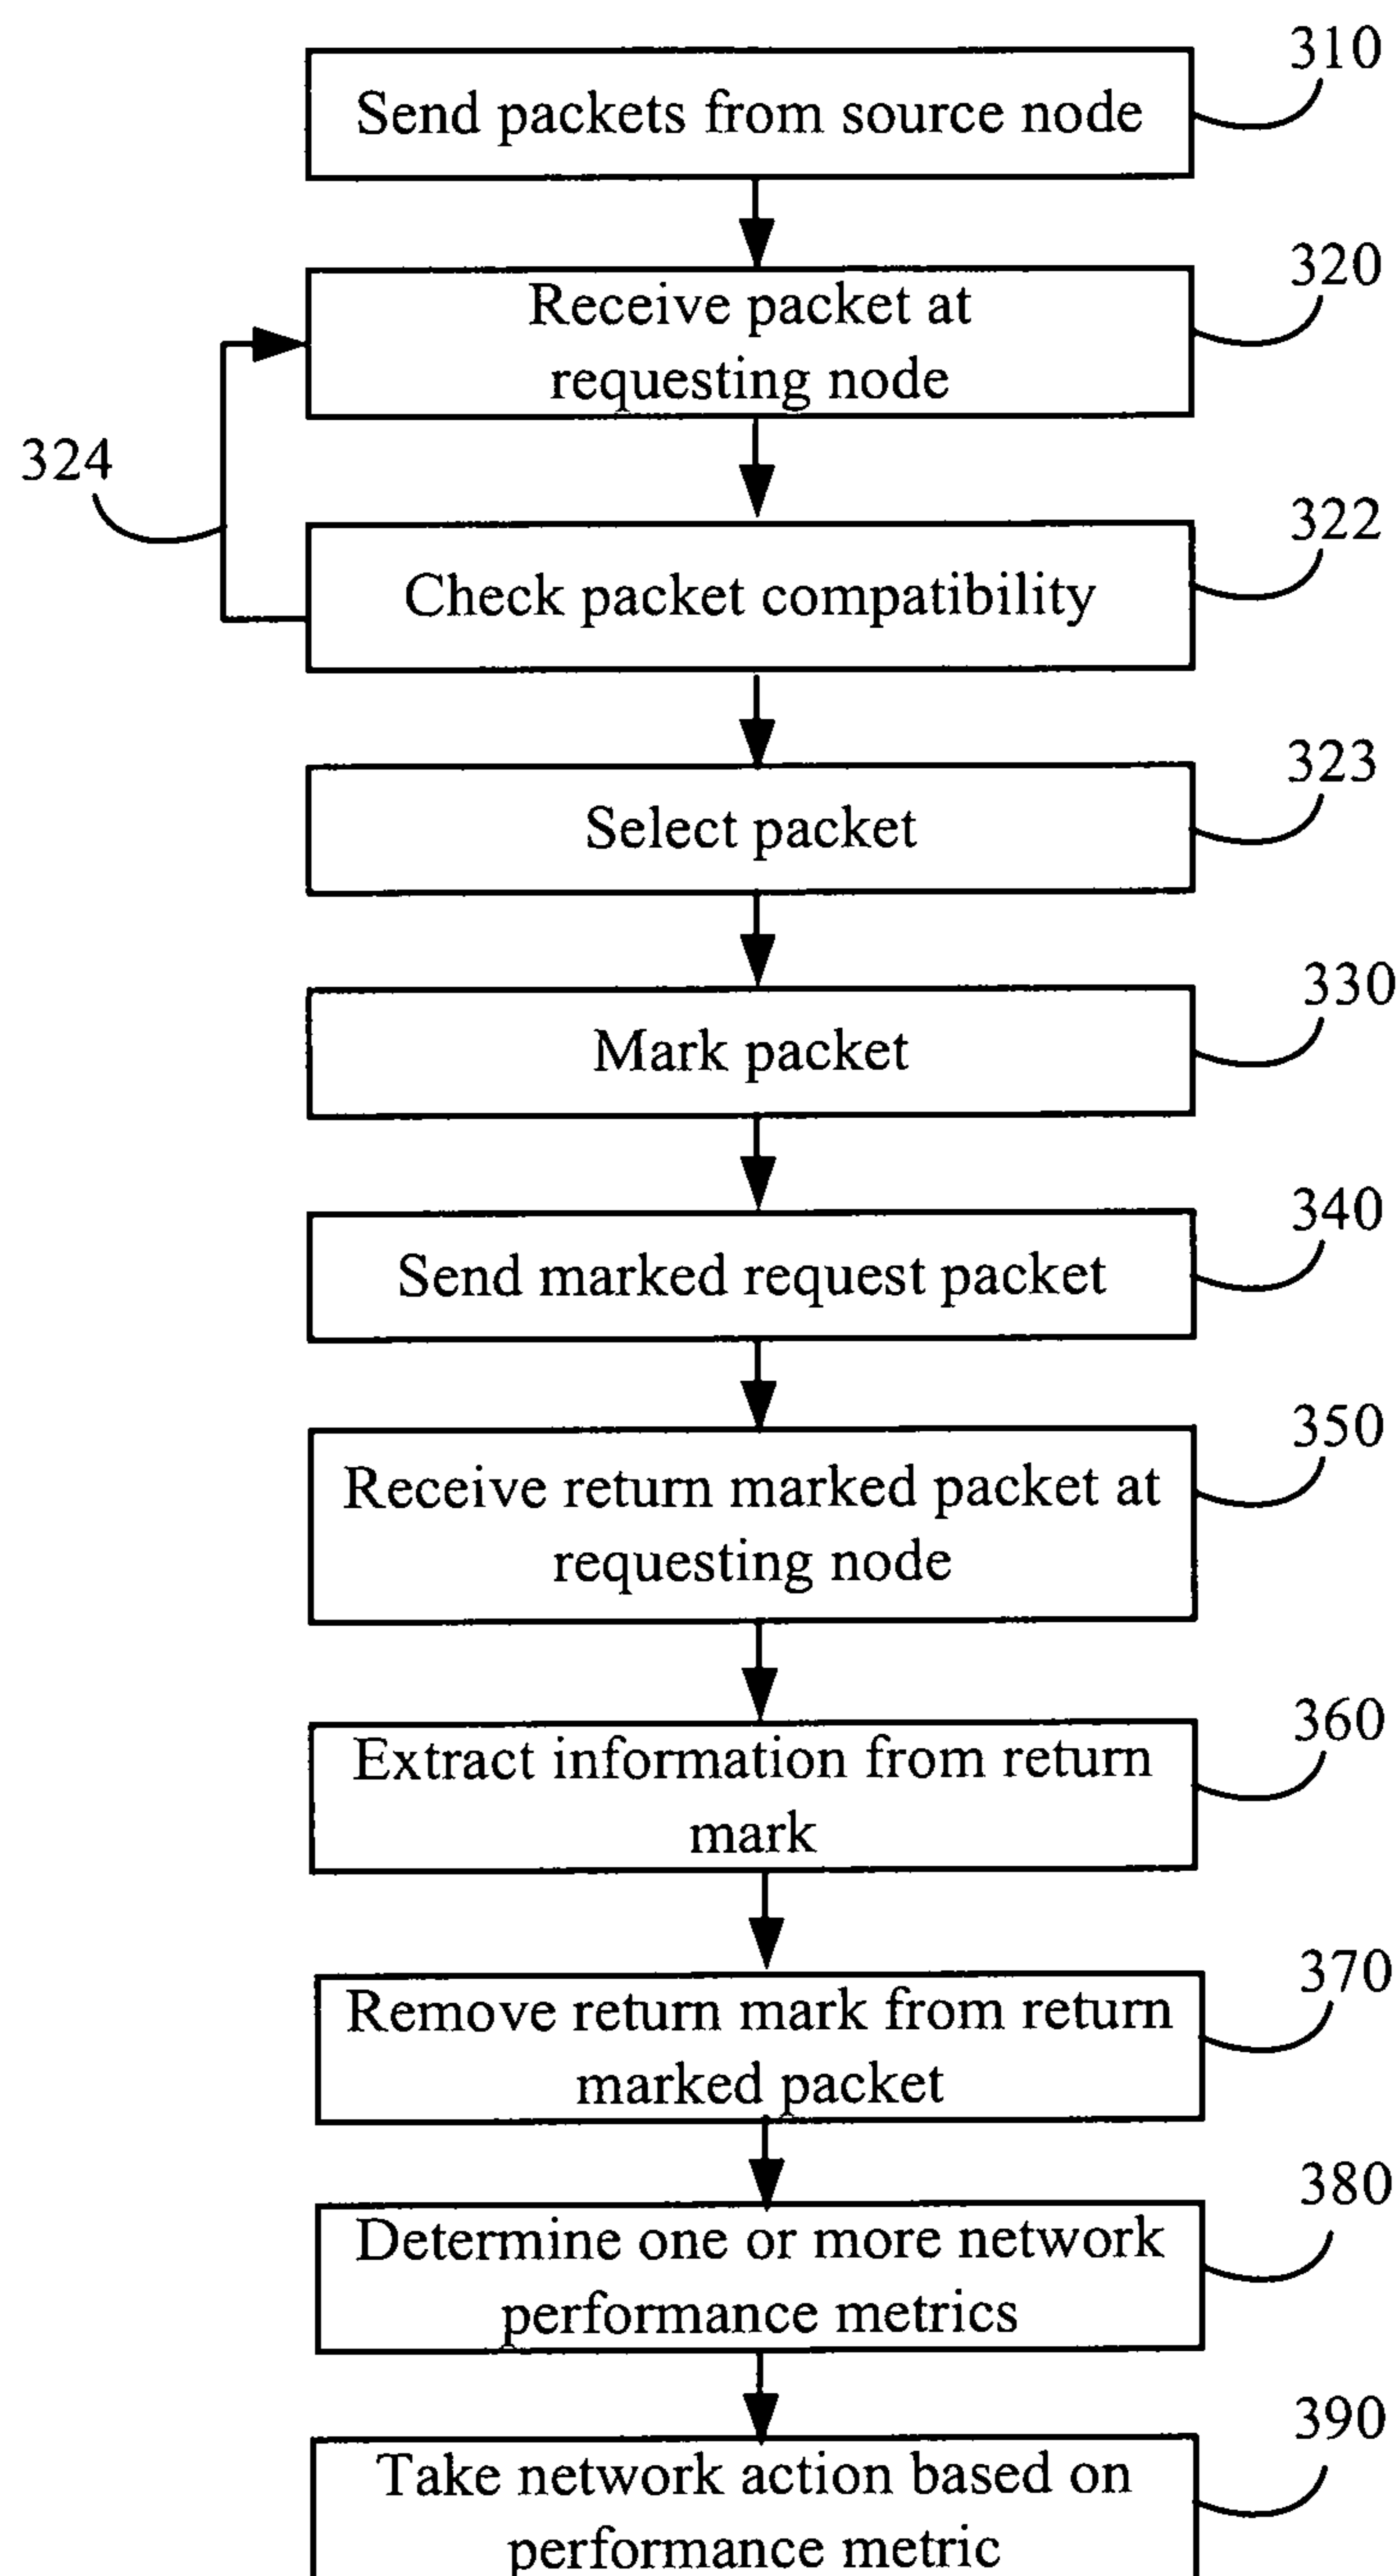 310
Send packets from source node
320
Receive packet at
requesting node
324
322
Check packet compatibility
323
Select packet
330
Mark packet
340
Send marked request packet
350
Receive return marked packet at
requesting node
360
Extract information from return
mark
370
Remove return mark from return
marked packet
380
Determine one or more network
performance metrics
390
Take network action based on
performance metric